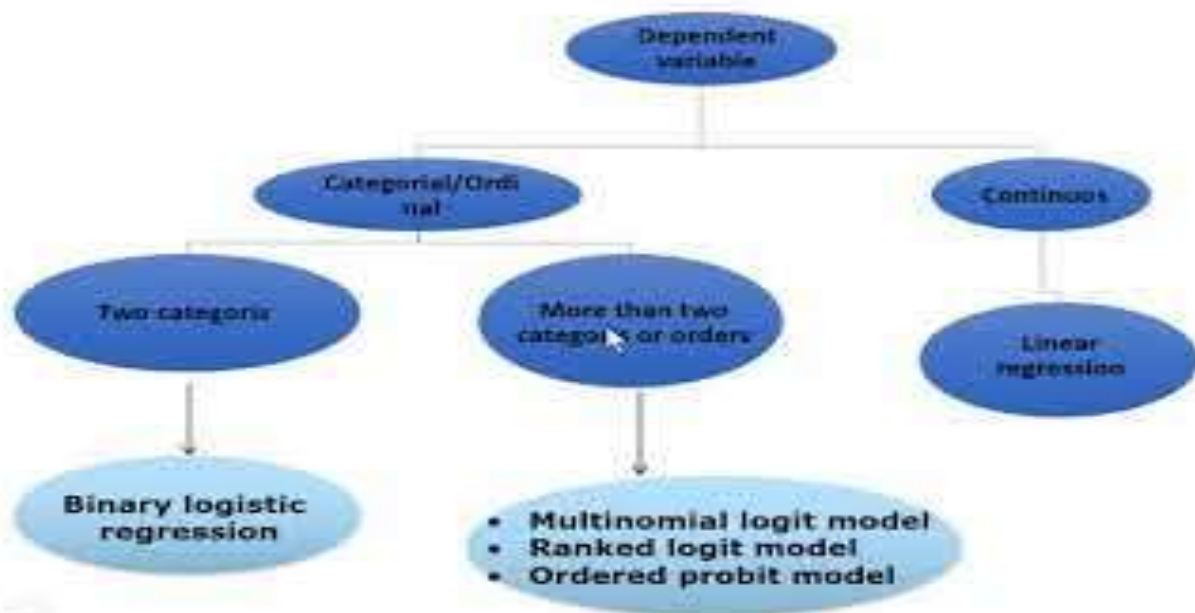 Dependent
variable
Categorial/Ordi
nal
Continuos
Two categoris
More than two
categoris or orders
Linear
regression
Binary logistic
regression
• Multinomial logit model
• Ranked logit model
• Ordered probit model